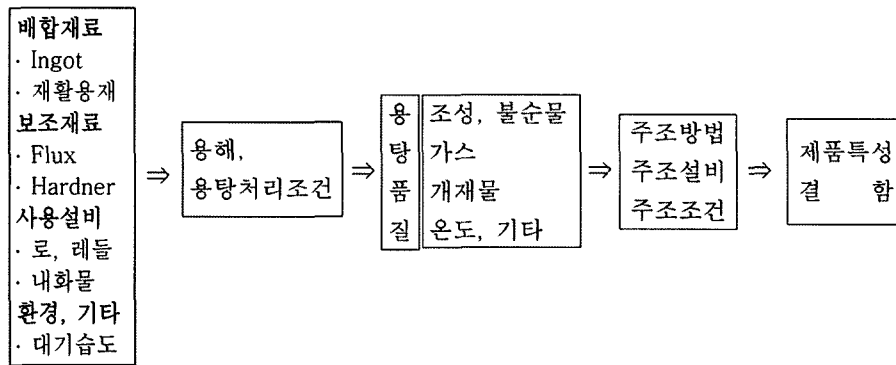 배합재료
· Ingot
· 재활용재
보조재료
· Flux
· Hardner
사용설비
· 로, 레들
· 내화물
환경, 기타
· 대기습도
⇒
용해,
용탕처리조건
⇒
용탕품질
조성, 불순물
가스
개재물
온도, 기타
⇒
주조방법
주조설비
주조조건
⇒
제품특성
결 함